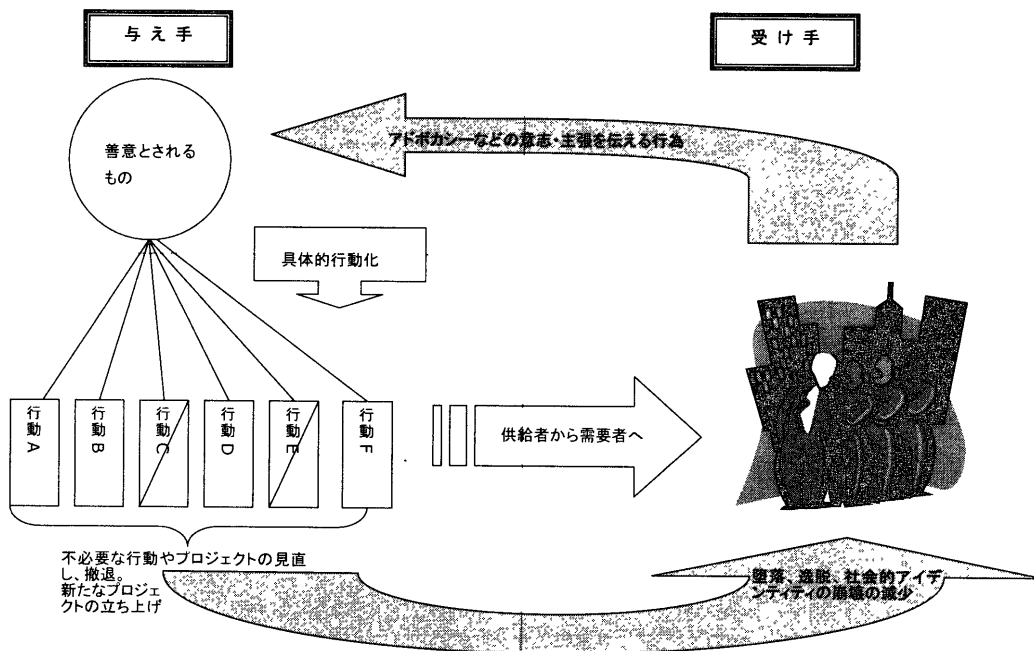 与え手
受け手
善意とされる
もの
アドボカシーなどの意志・主張を伝える行為
具体的行動化
行動A
行動B
行動C
行動D
行動E
行動F
供給者から需要者へ
不必要な行動やプロジェクトの見直
し、撤退。
新たなプロジェ
クトの立ち上げ
堕落、逸脱、社会的アイデ
ンティティの崩壊の減少